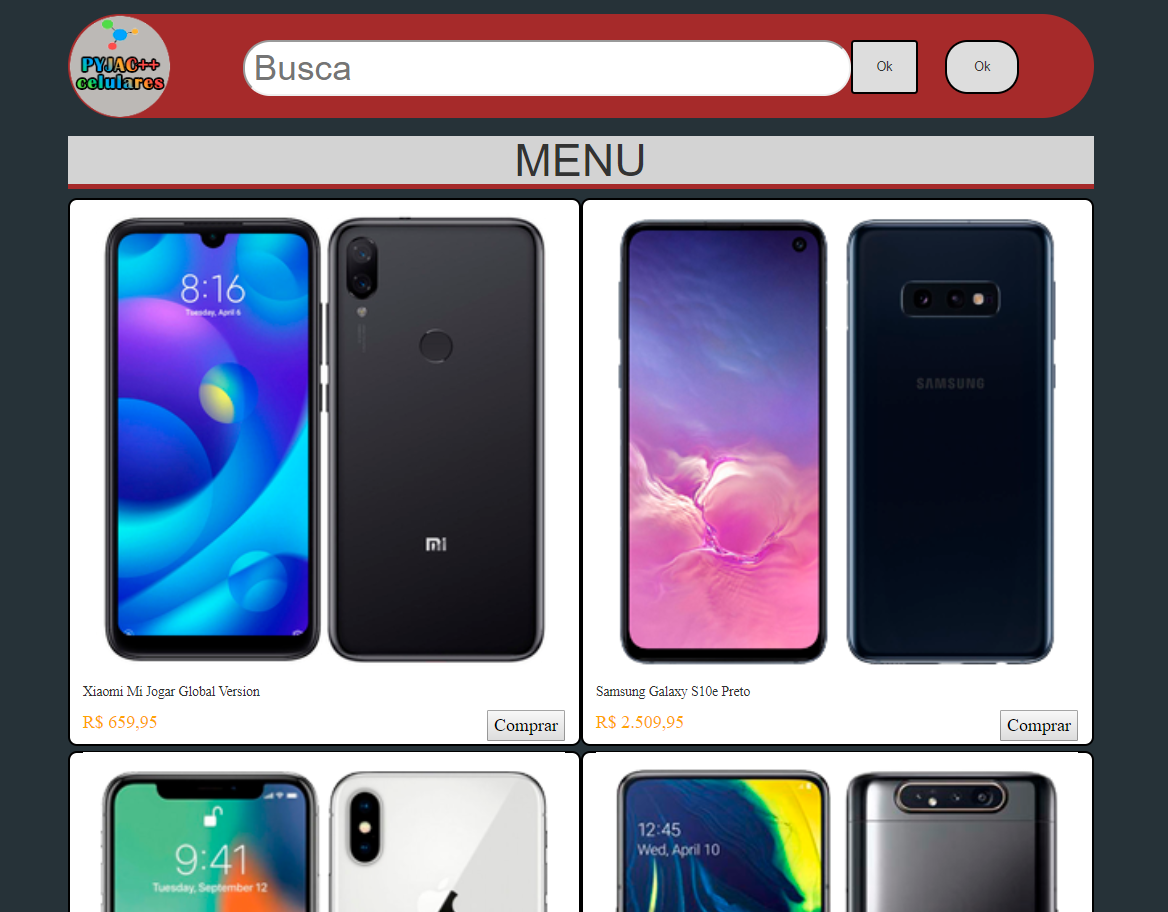 PYJAC++
celulares
Busca
Ok
Ok
MENU
8:16
Tuesday, April 6
SAMSUNG
Xiaomi Mi Jogar Global Version
R$ 659,95
Comprar
Samsung Galaxy S10e Preto
R$ 2.509,95
Comprar
9:41
Tuesday, September 12
12:45
Wed, April 10